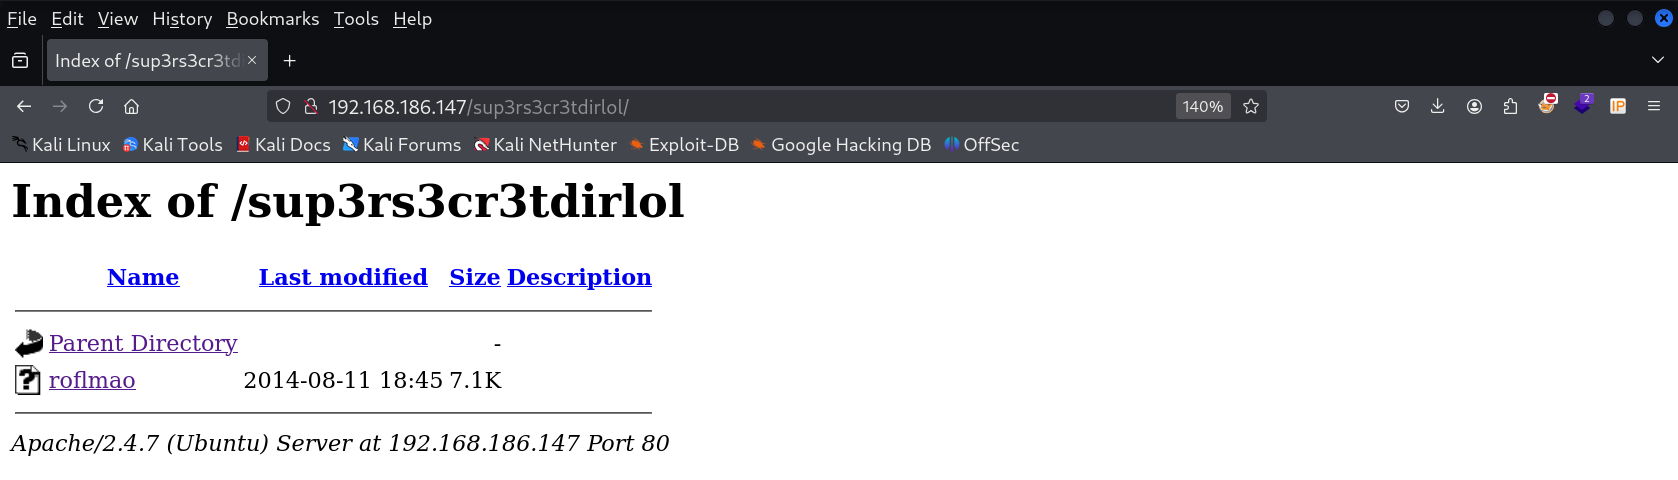 File Edit View History Bookmarks Tools Help
Index of /sup3rs3cr3td
192.168.186.147/sup3rs3cr3tdirlol/ 140% 2 IP
Kali Linux Kali Tools Kali Docs Kali Forums Kali NetHunter Exploit-DB Google Hacking DB OffSec
Index of /sup3rs3cr3tdirlol
Name Last modified Size Description
Parent Directory -
roflmao 2014-08-11 18:45 7.1K
Apache/2.4.7 (Ubuntu) Server at 192.168.186.147 Port 80